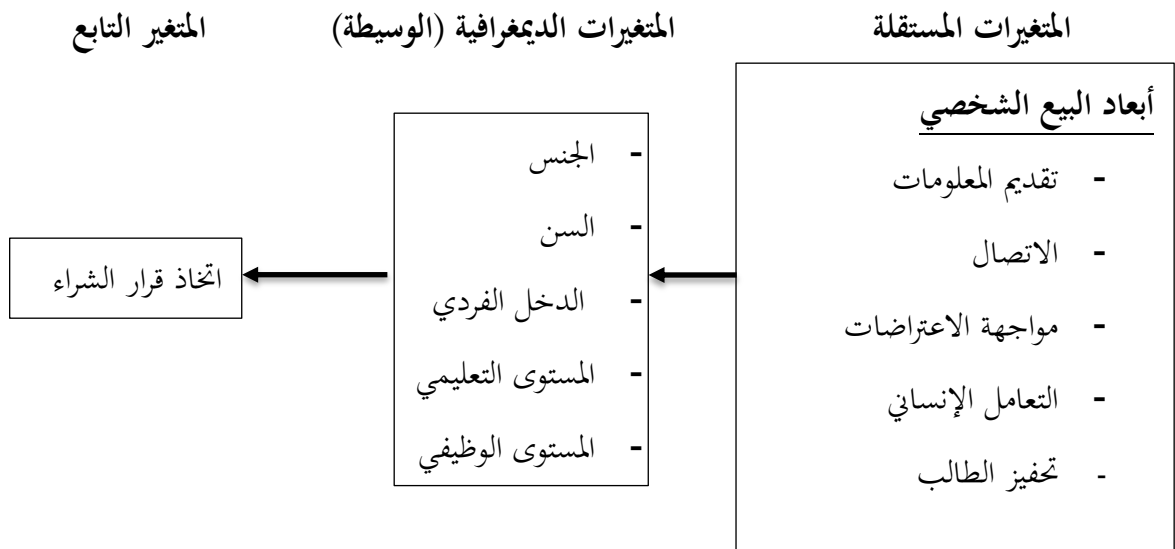 المتغيرات المستقلة
المتغيرات الديمغرافية (الوسيطة)
المتغير التابع
أبعاد البيع الشخصي
- تقديم المعلومات
- الاتصال
- مواجهة الاعتراضات
- التعامل الإنساني
- تحفيز الطالب
- الجنس
- السن
- الدخل الفردي
- المستوى التعليمي
- المستوى الوظيفي
اتخاذ قرار الشراء